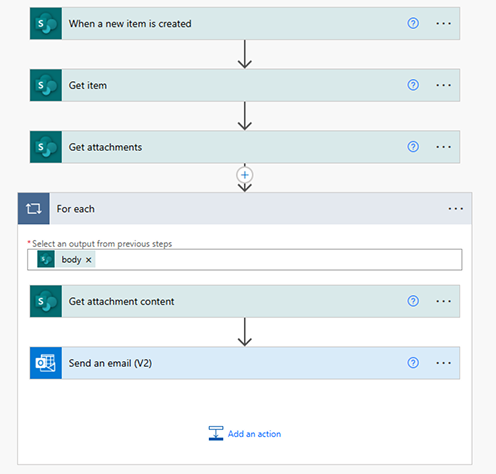 When a new item is created
Get item
Get attachments
For each
*Select an output from previous steps
body ×
Get attachment content
Send an email (V2)
Add an action